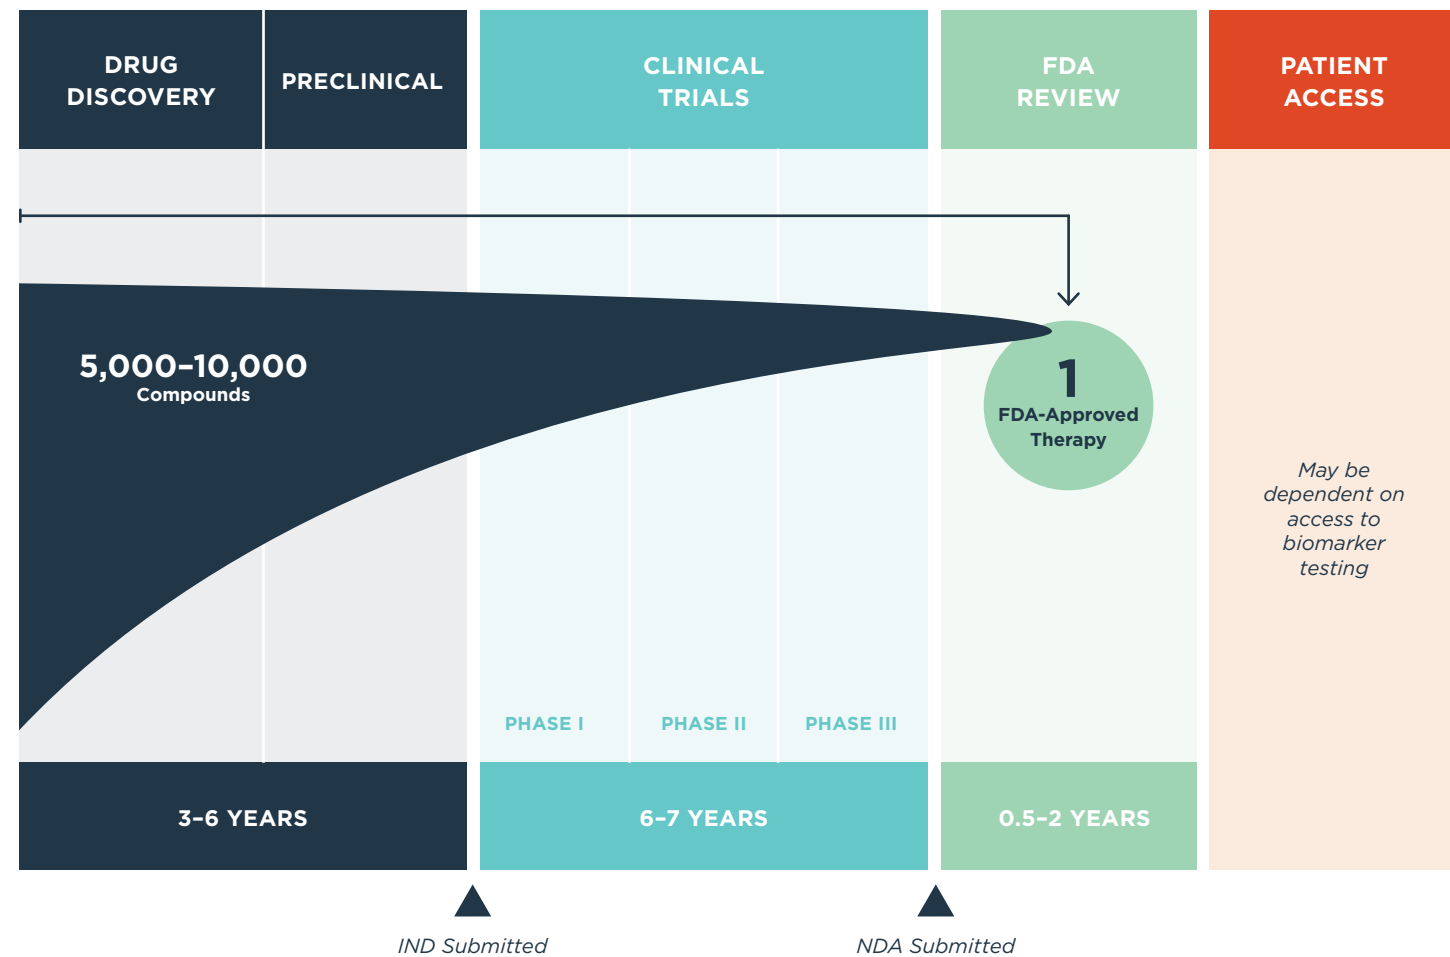 DRUG
DISCOVERY
PRECLINICAL
CLINICAL
TRIALS
FDA
REVIEW
PATIENT
ACCESS
5,000–10,000
Compounds
1
FDA-Approved
Therapy
May be
dependent on
access to
biomarker
testing
PHASE I
PHASE II
PHASE III
3–6 YEARS
6–7 YEARS
0.5–2 YEARS
IND Submitted
NDA Submitted